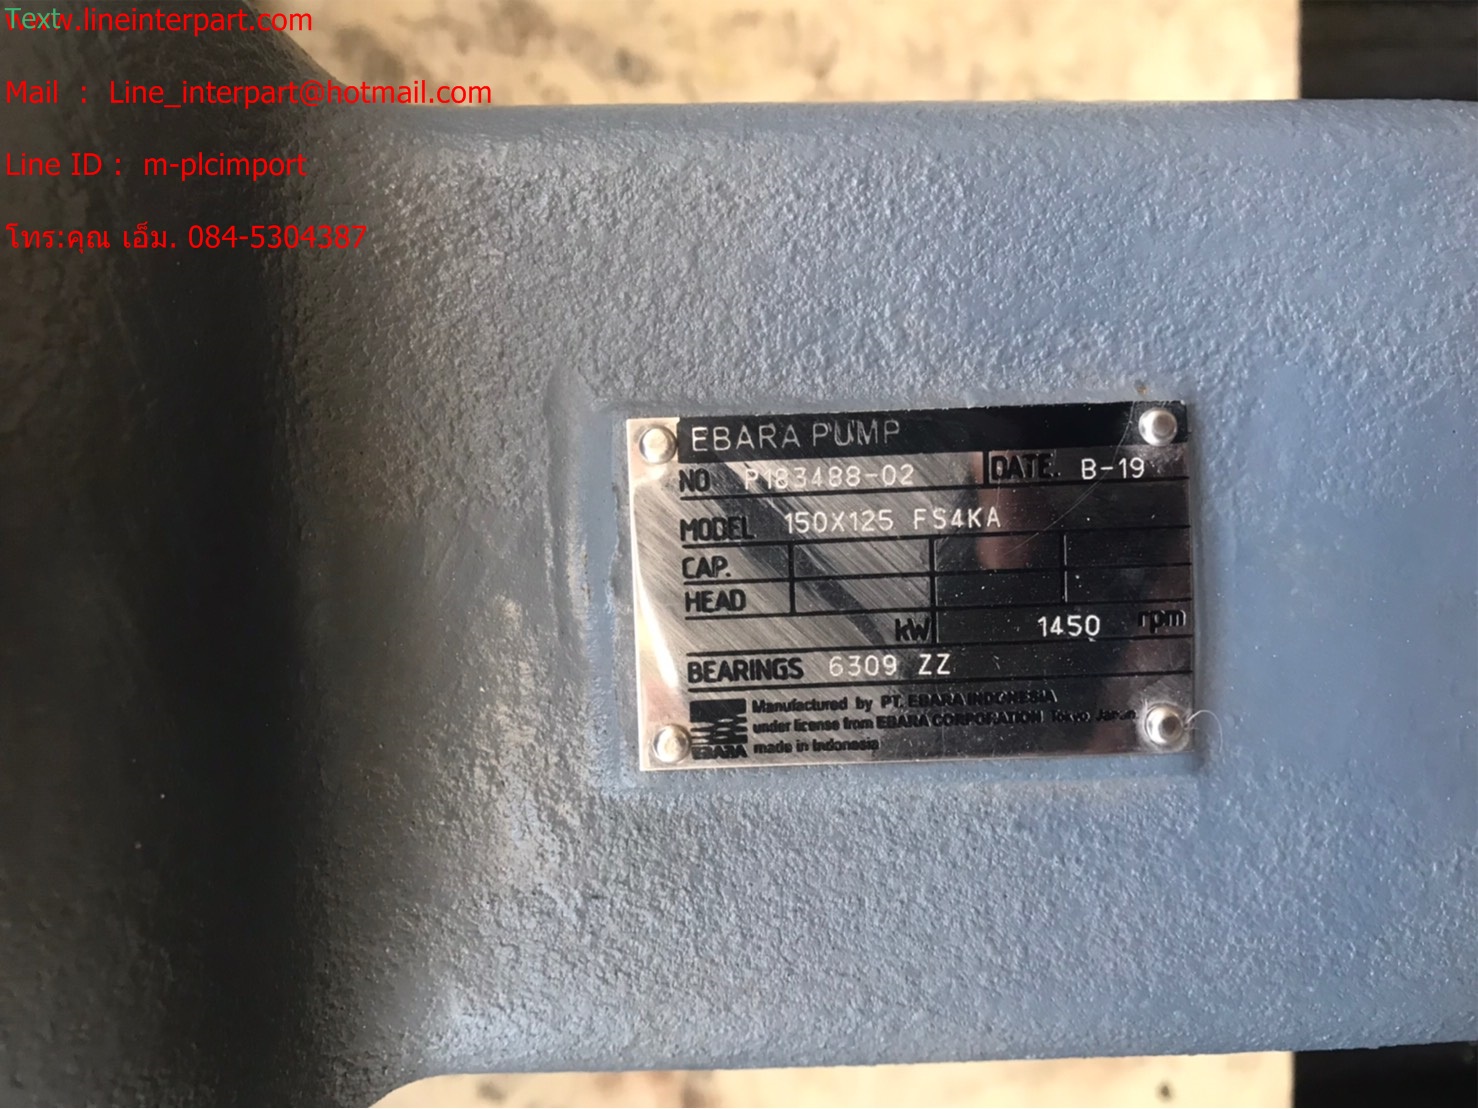 Text
www.lineinterpart.com
Mail : Line_interpart@hotmail.com
Line ID : m-plcimport
โทร:คุณ เอ็ม. 084-5304387
EBARA PUMP
NO P183488-02 DATE. B-19
MODEL 150X125 FS4KA
CAP.
HEAD
kW 1450 rpm
BEARINGS 6309 ZZ
Manufactured by PT. EBARA INDONESIA
under license from EBARA CORPORATION Tokyo Japan.
EBARA made in Indonesia